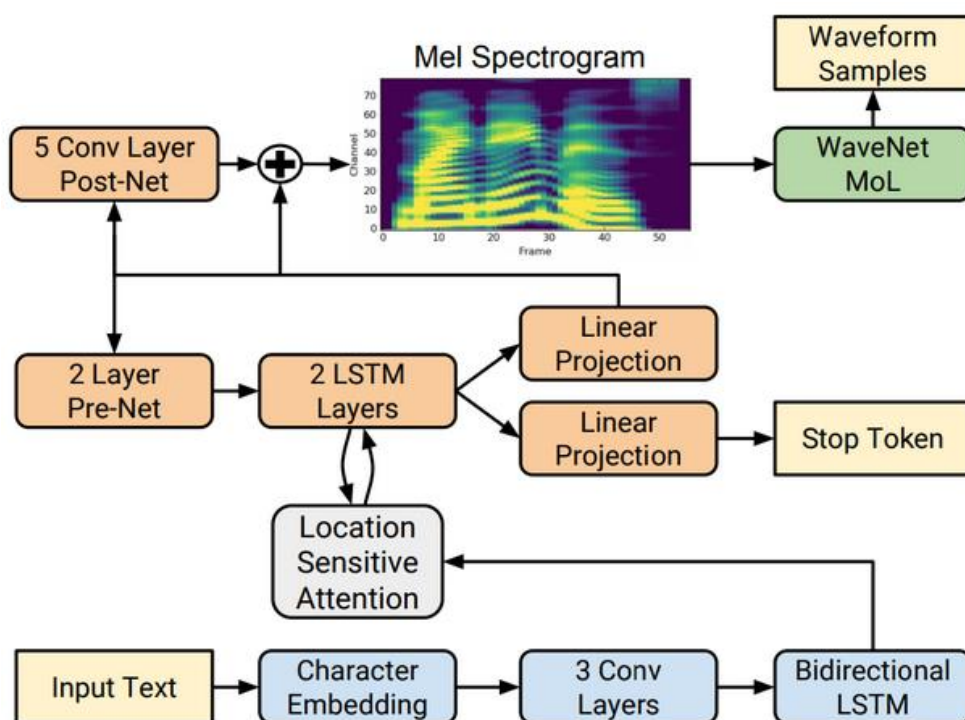 Waveform
Samples
Mel Spectrogram
5 Conv Layer
Post-Net
WaveNet
MoL
Channel
70
60
50
40
30
20
10
0
0 10 20 30 40 50
Frame
2 Layer
Pre-Net
2 LSTM
Layers
Linear
Projection
Linear
Projection
Stop Token
Location
Sensitive
Attention
Input Text
Character
Embedding
3 Conv
Layers
Bidirectional
LSTM